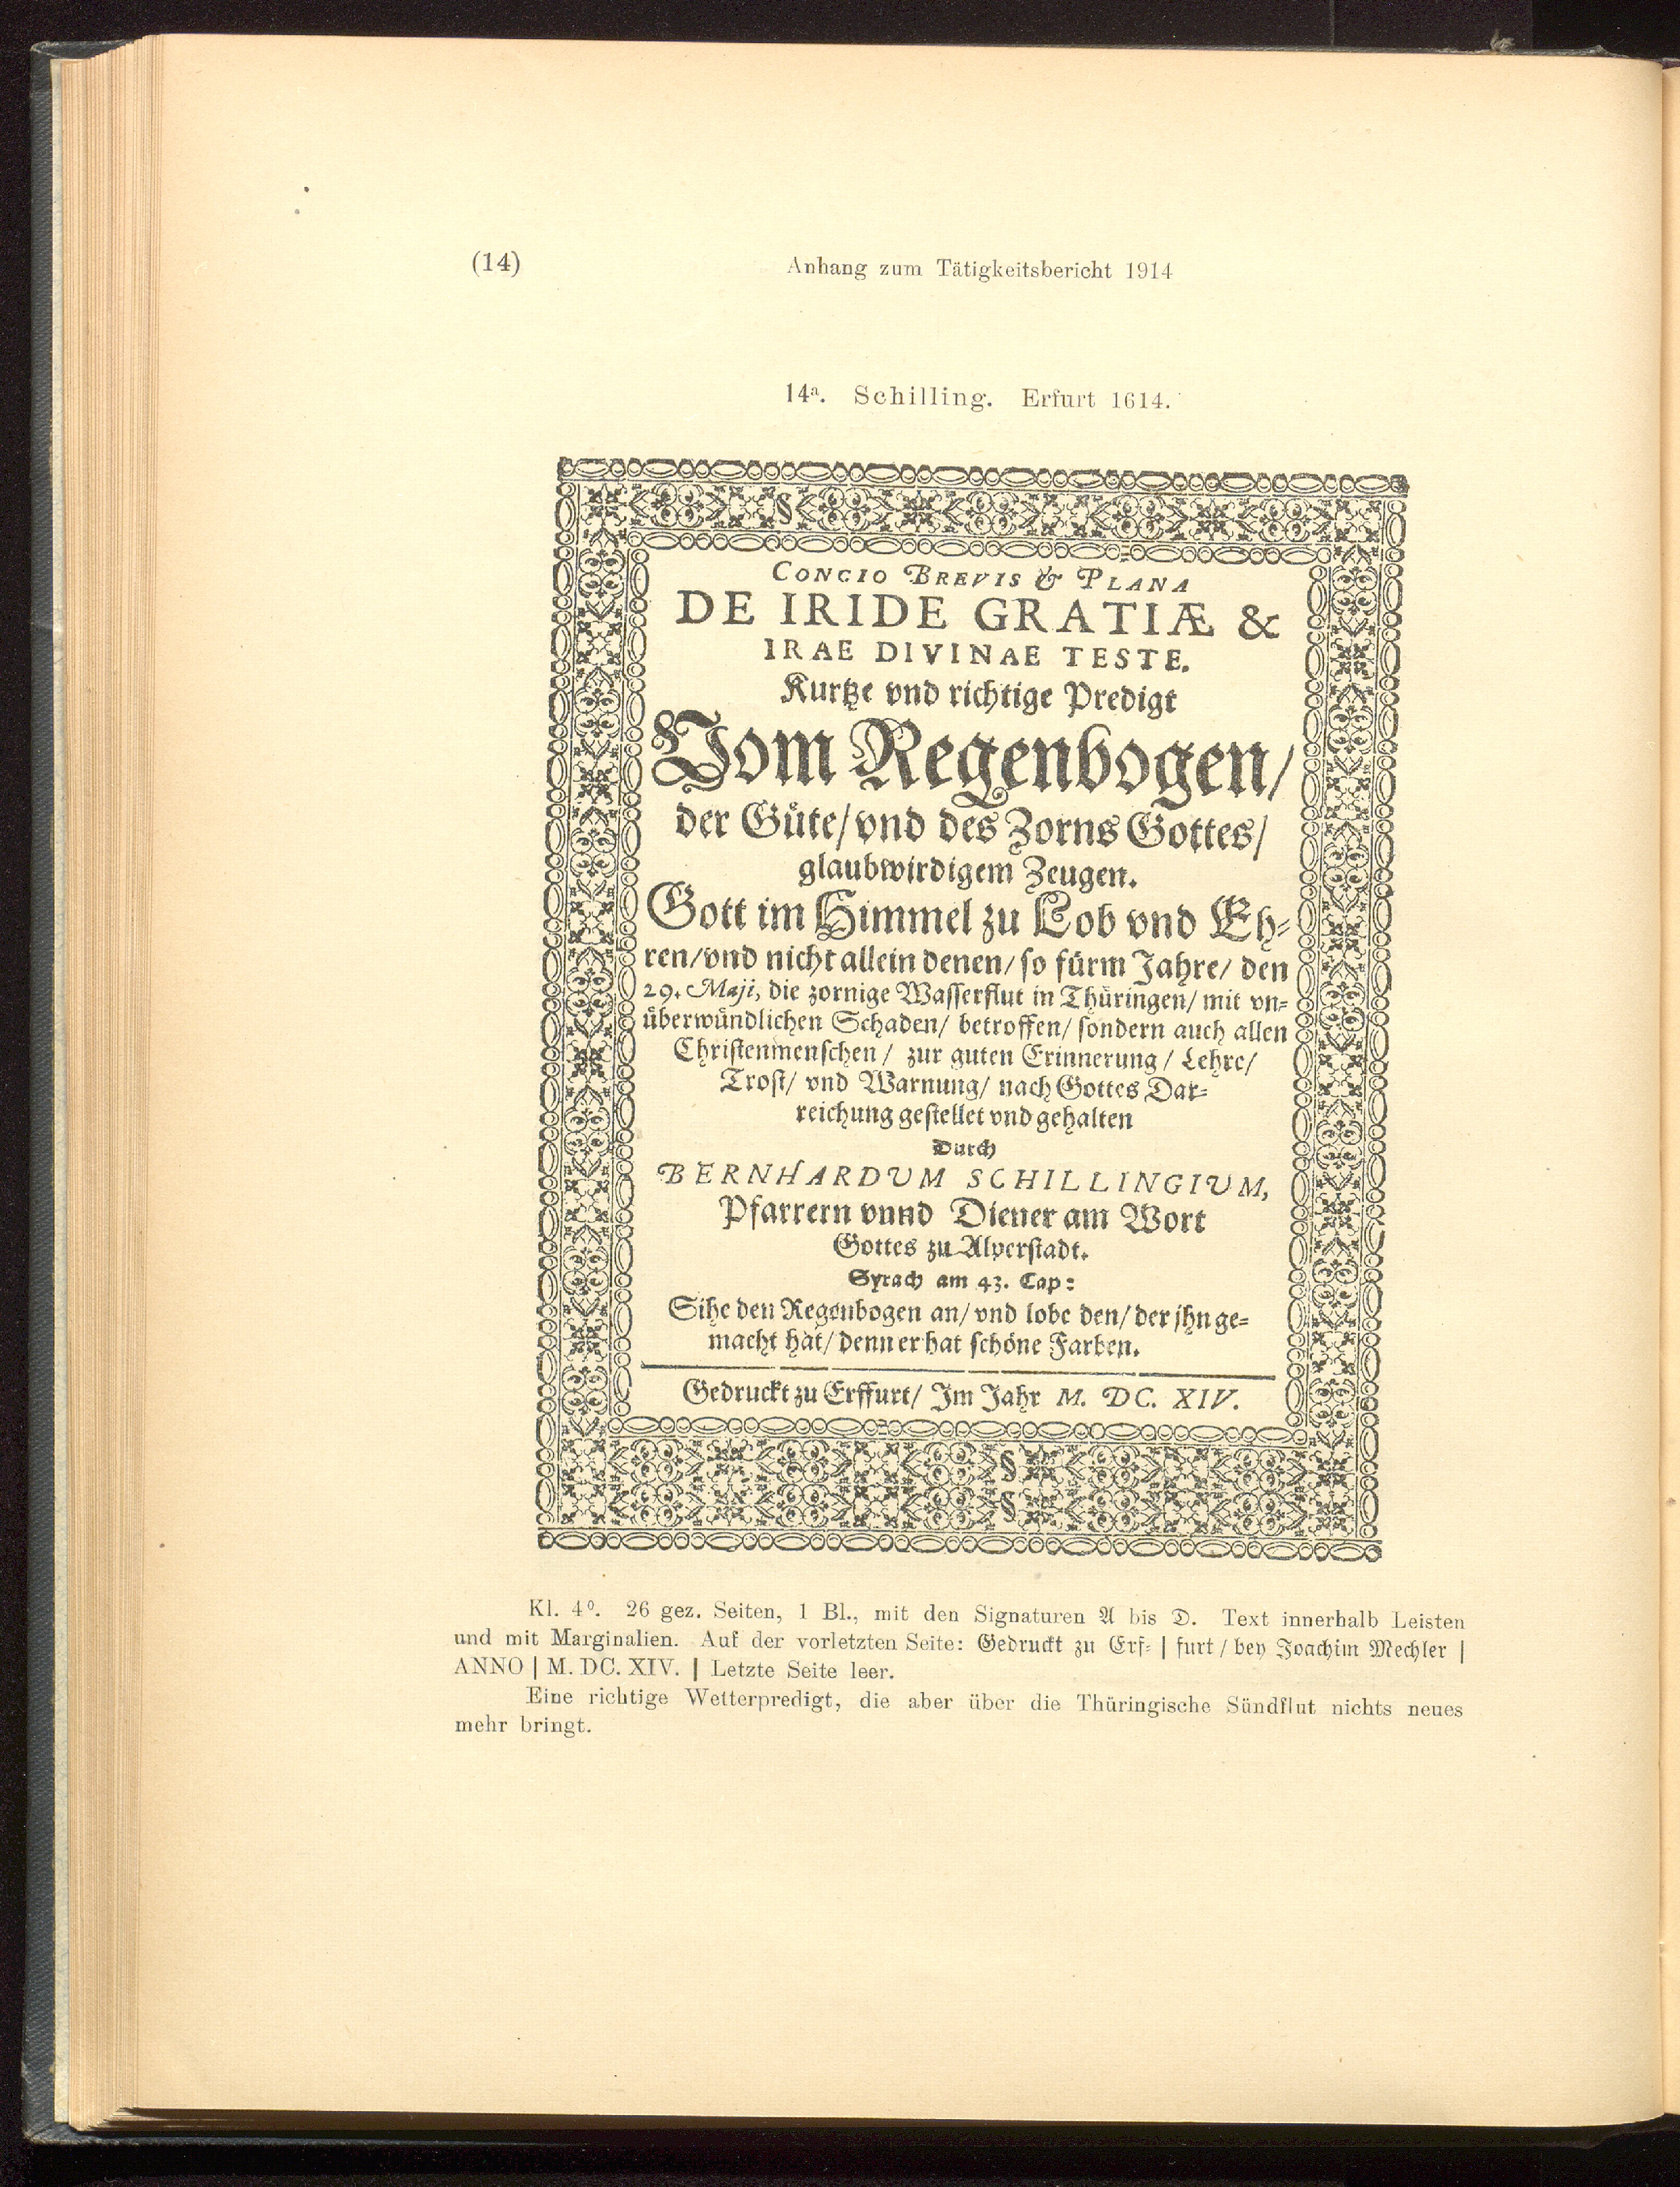 (14)
Anhang zum Tätigkeitsbericht 1914
14a. Schilling. Erfurt 1614.
CONCIO BREVIS & PLANA
DE IRIDE GRATIÆ &
IRAE DIVINAE TESTE.
Kurtze vnd richtige Predigt
Vom Regenbogen/
der Güte/vnd des Zorns Gottes/
glaubwirdigem Zeugen.
Gott im Himmel zu Lob vnd Eh-
ren/vnd nicht allein denen/ so fürm Jahre/ den
29. Maji, die zornige Wasserflut in Thüringen/ mit vn-
überwündlichen Schaden/ betroffen/ sondern auch allen
Christenmenschen/ zur guten Erinnerung/ Lehre/
Trost/ vnd Warnung/ nach Gottes Dar-
reichung gestellet vnd gehalten
Durch
BERNHARDUM SCHILLINGIUM,
Pfarrern vnnd Diener am Wort
Gottes zu Alperstadt.
Syrach am 43. Cap:
Sihe den Regenbogen an/ vnd lobe den/ der jhn ge-
macht hat/ denn er hat schöne Farben.
Gedruckt zu Erffurt/ Im Jahr M. DC. XIV.
Kl. 4°. 26 gez. Seiten, 1 Bl., mit den Signaturen A bis D. Text innerhalb Leisten
und mit Marginalien. Auf der vorletzten Seite: Gedruckt zu Erf- | furt / bey Joachim Mechler |
ANNO | M. DC. XIV. | Letzte Seite leer.
Eine richtige Wetterpredigt, die aber über die Thüringische Sündflut nichts neues
mehr bringt.